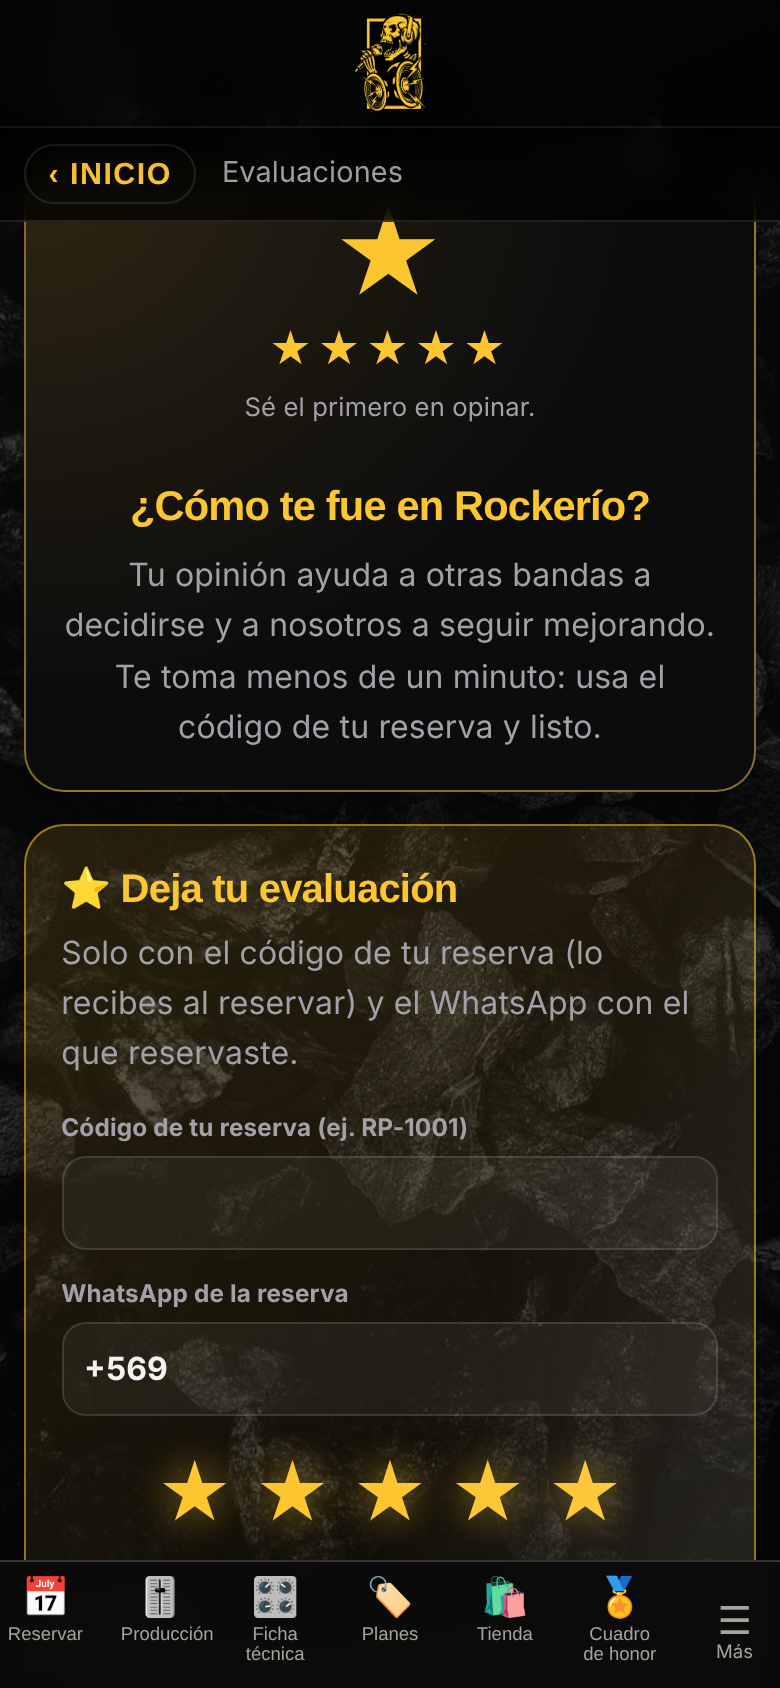 ‹ INICIO
Evaluaciones
★
★★★★★
Sé el primero en opinar.
¿Cómo te fue en Rockerío?
Tu opinión ayuda a otras bandas a
decidirse y a nosotros a seguir mejorando.
Te toma menos de un minuto: usa el
código de tu reserva y listo.
⭐ Deja tu evaluación
Solo con el código de tu reserva (lo
recibes al reservar) y el WhatsApp con el
que reservaste.
Código de tu reserva (ej. RP-1001)
WhatsApp de la reserva
+569
★★★★★
July
17
Reservar
Producción
Ficha
técnica
Planes
Tienda
Cuadro
de honor
☰
Más